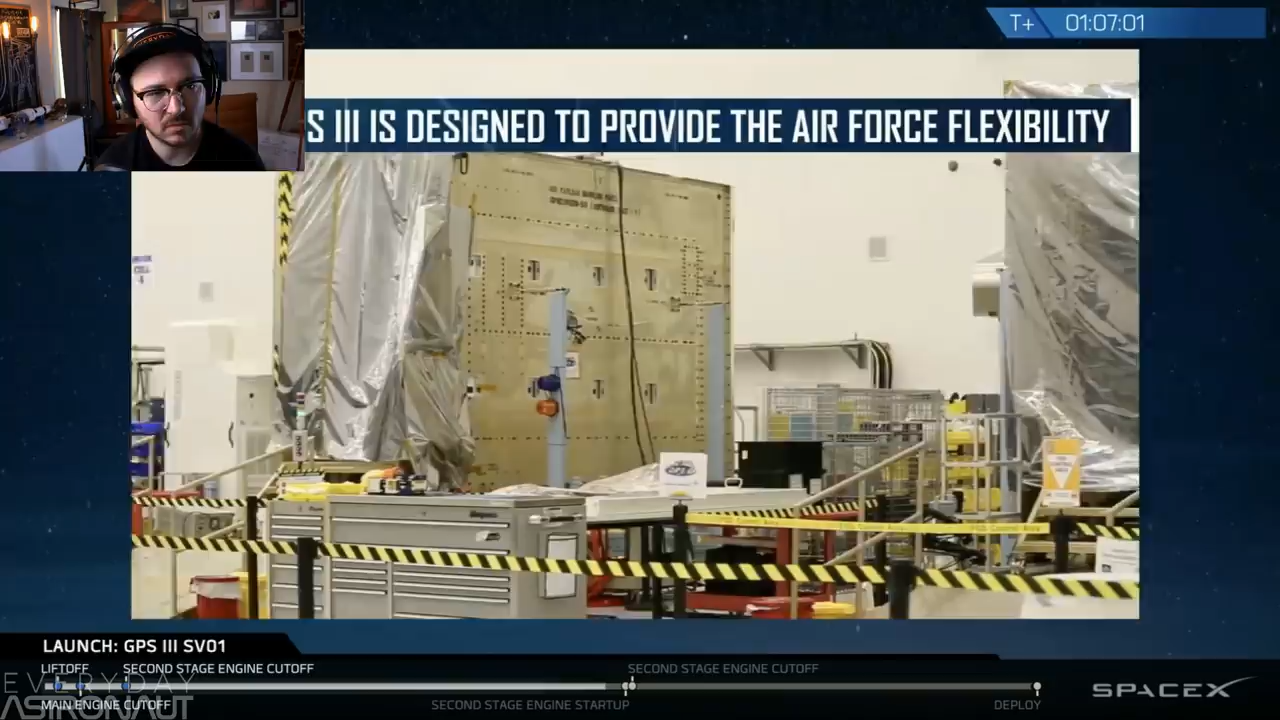 T+ 01:07:01
S III IS DESIGNED TO PROVIDE THE AIR FORCE FLEXIBILITY
LAUNCH: GPS III SV01
LIFTOFF
SECOND STAGE ENGINE CUTOFF
SECOND STAGE ENGINE CUTOFF
EVERYDAY
ASTRONAUT
MAIN ENGINE CUTOFF
SECOND STAGE ENGINE STARTUP
DEPLOY
SPACEX